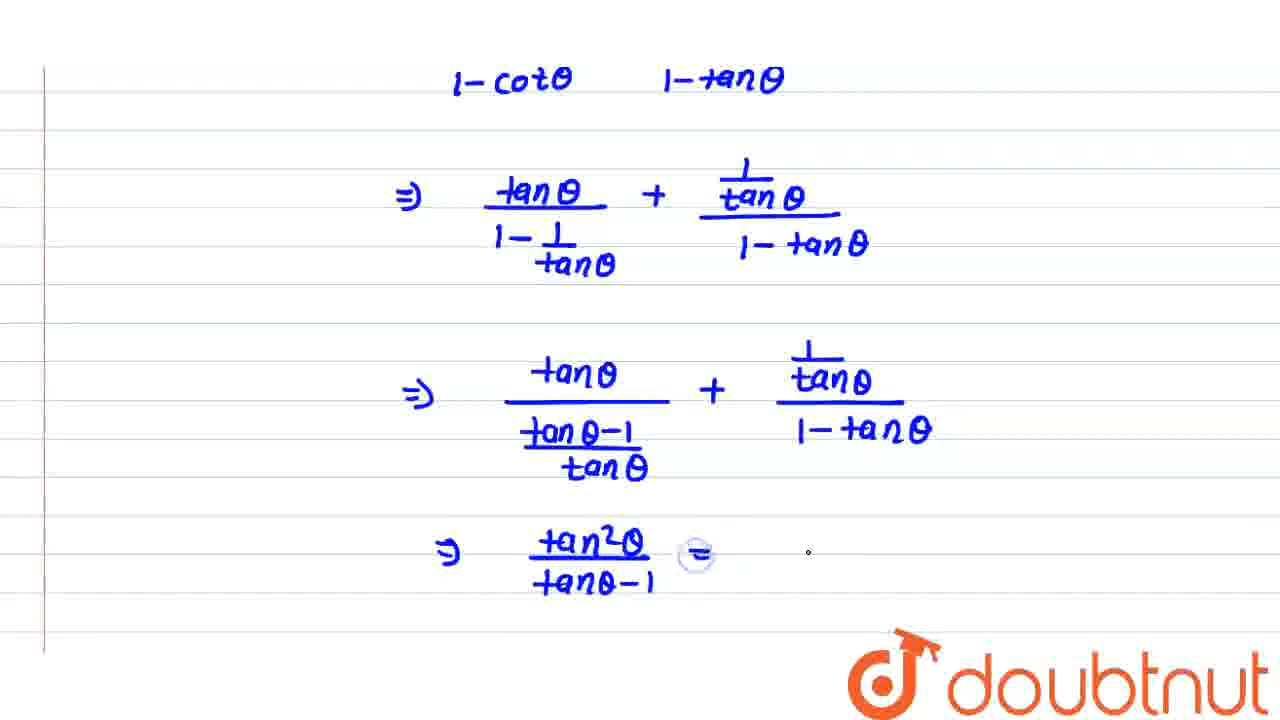 1 - cotθ 1 - tanθ
⇒ tanθ / (1 - 1/tanθ) + (1/tanθ) / (1 - tanθ)
⇒ tanθ / ((tanθ - 1)/tanθ) + (1/tanθ) / (1 - tanθ)
⇒ tan²θ / (tanθ - 1) =
doubtnut